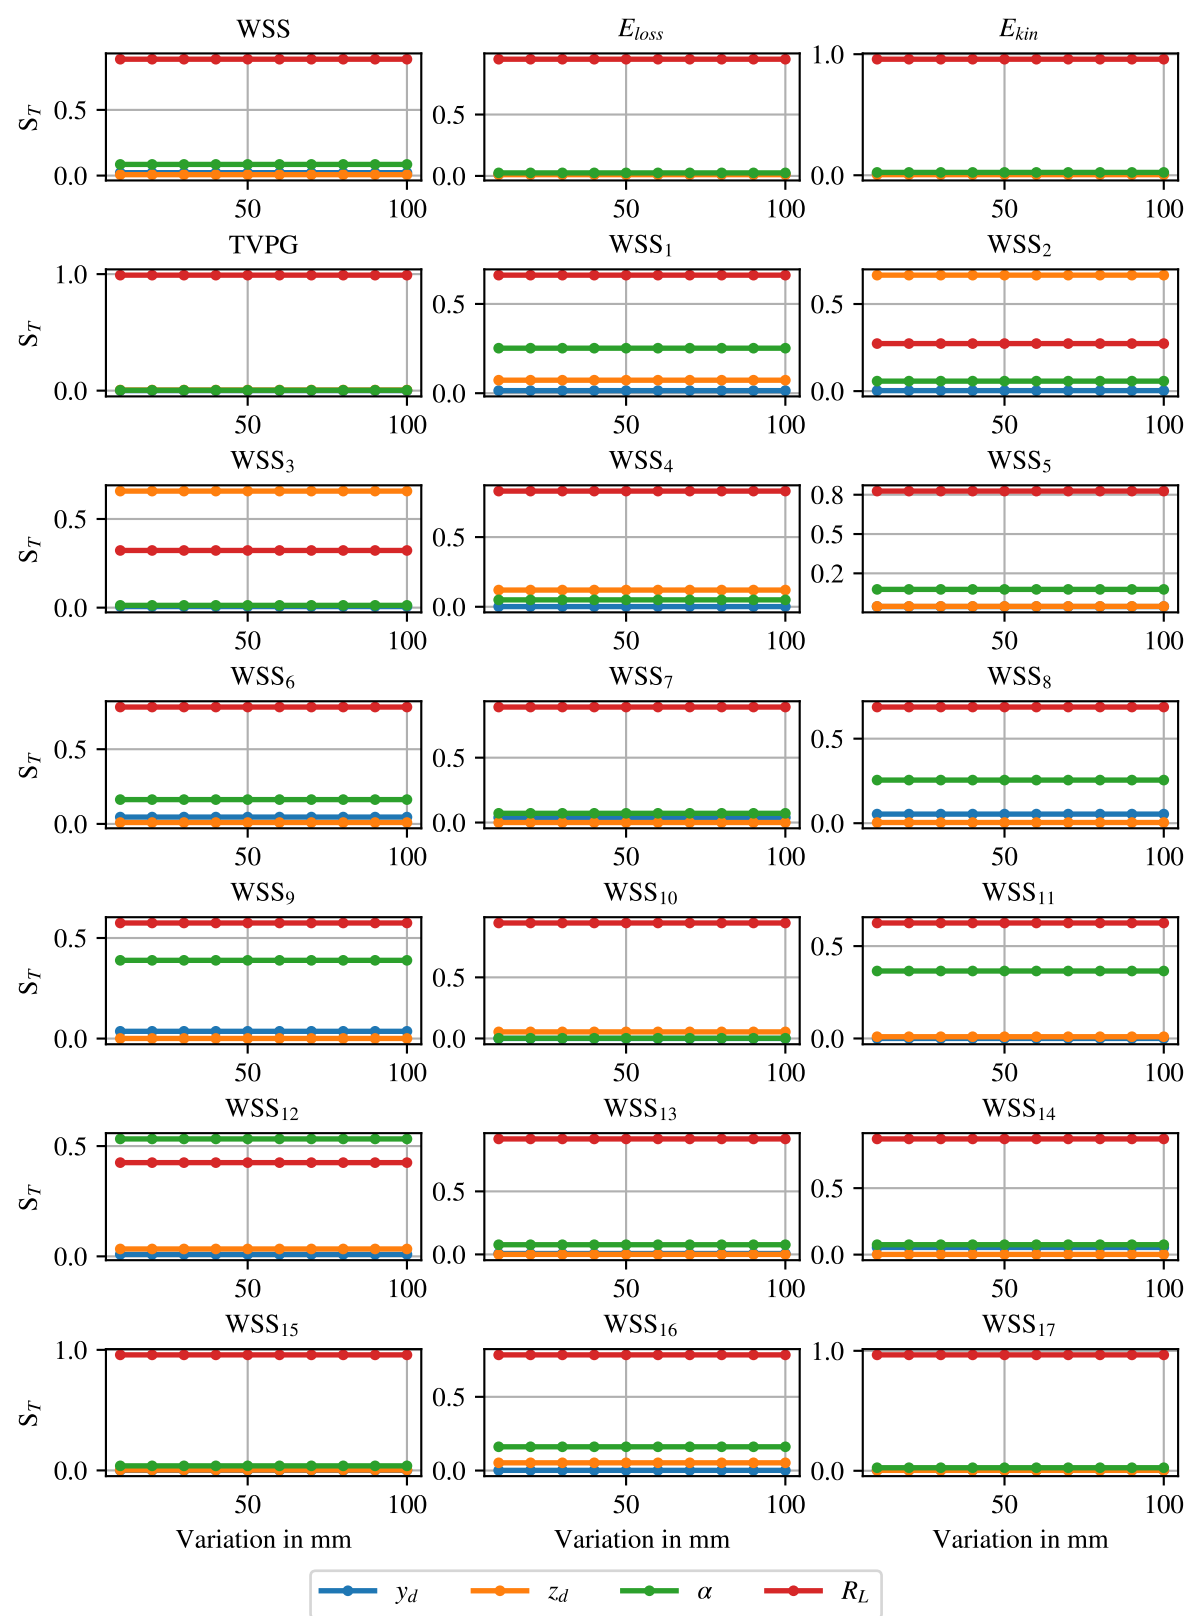 WSS E_loss E_kin
S_T 0.5 0.0 50 100
0.5 0.0 50 100
1.0 0.0 50 100
TVPG WSS_1 WSS_2
S_T 1.0 0.0 50 100
0.5 0.0 50 100
0.5 0.0 50 100
WSS_3 WSS_4 WSS_5
S_T 0.5 0.0 50 100
0.5 0.0 50 100
0.8 0.5 0.2 50 100
WSS_6 WSS_7 WSS_8
S_T 0.5 0.0 50 100
0.5 0.0 50 100
0.5 0.0 50 100
WSS_9 WSS_10 WSS_11
S_T 0.5 0.0 50 100
0.5 0.0 50 100
0.5 0.0 50 100
WSS_12 WSS_13 WSS_14
S_T 0.5 0.0 50 100
0.5 0.0 50 100
0.5 0.0 50 100
WSS_15 WSS_16 WSS_17
S_T 1.0 0.0 50 100
0.5 0.0 50 100
1.0 0.0 50 100
Variation in mm Variation in mm Variation in mm
y_d z_d α R_L